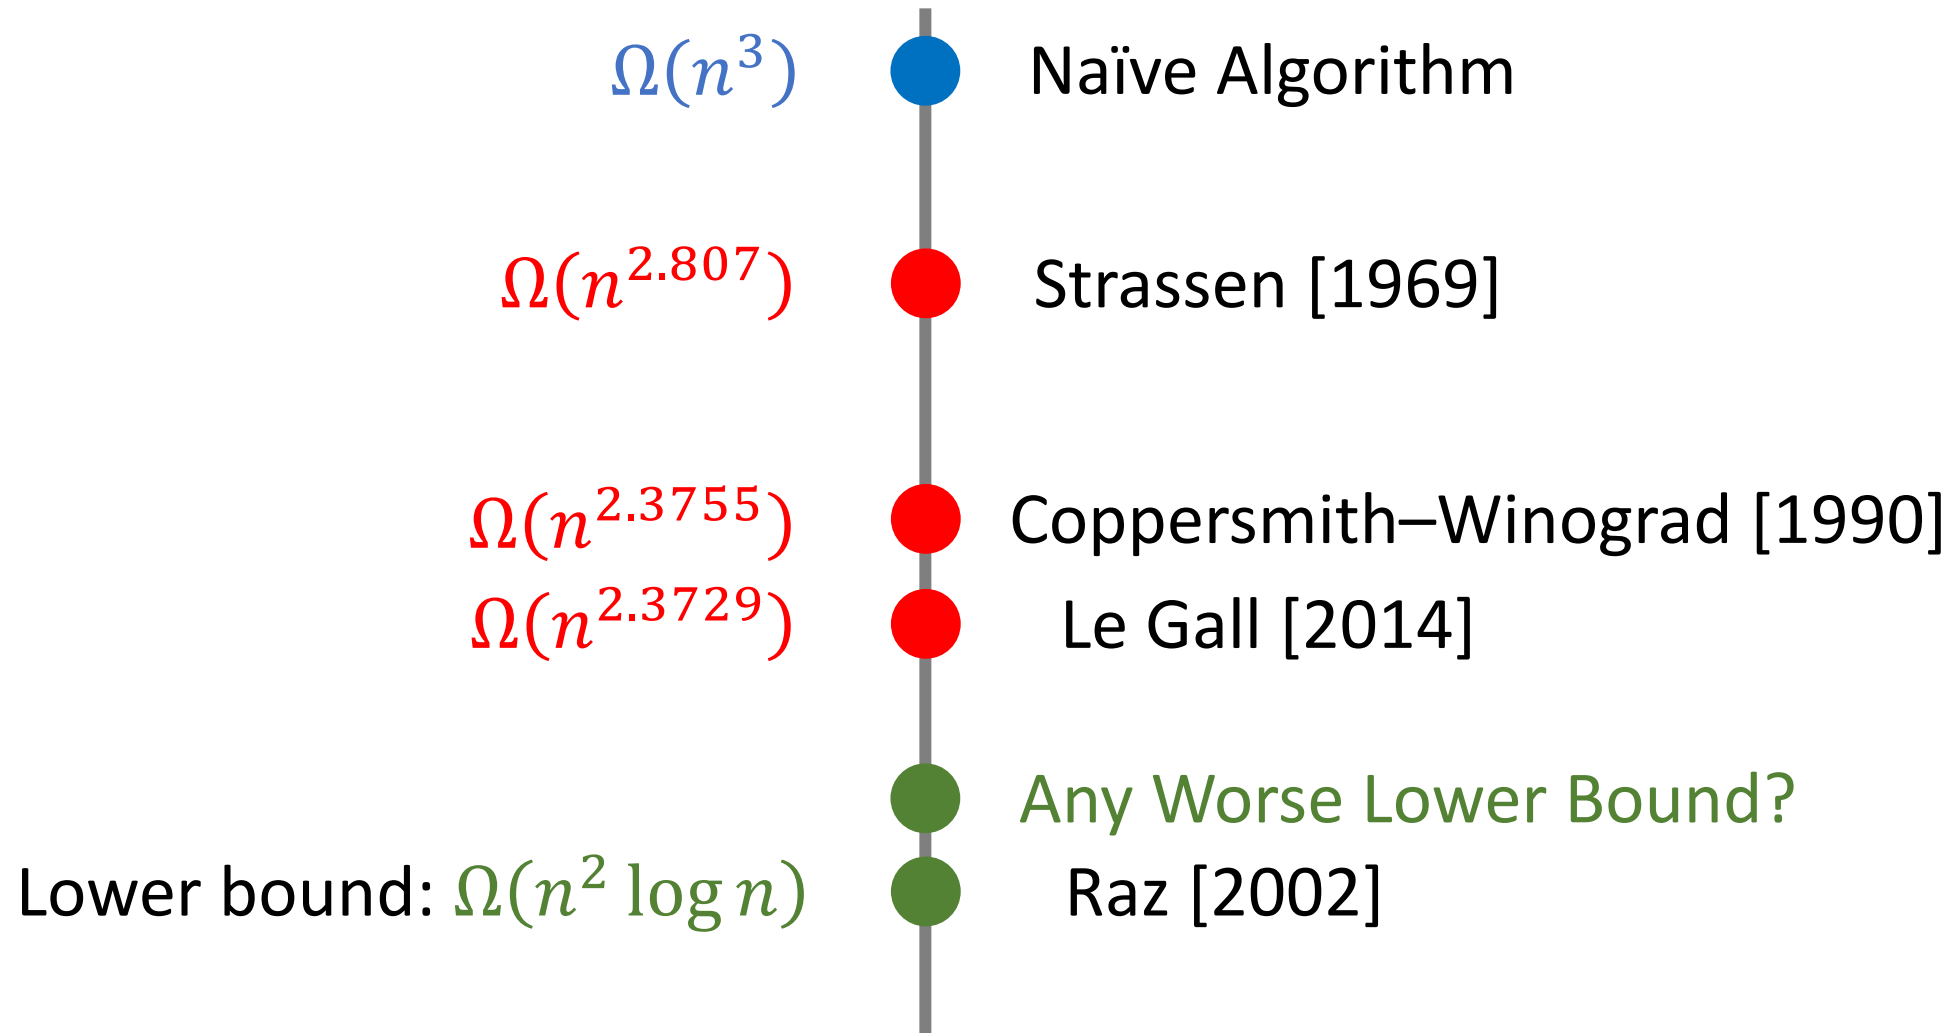 Ω(n³) Naïve Algorithm
Ω(n^2.807) Strassen [1969]
Ω(n^2.3755) Coppersmith–Winograd [1990]
Ω(n^2.3729) Le Gall [2014]
Any Worse Lower Bound?
Lower bound: Ω(n² log n) Raz [2002]